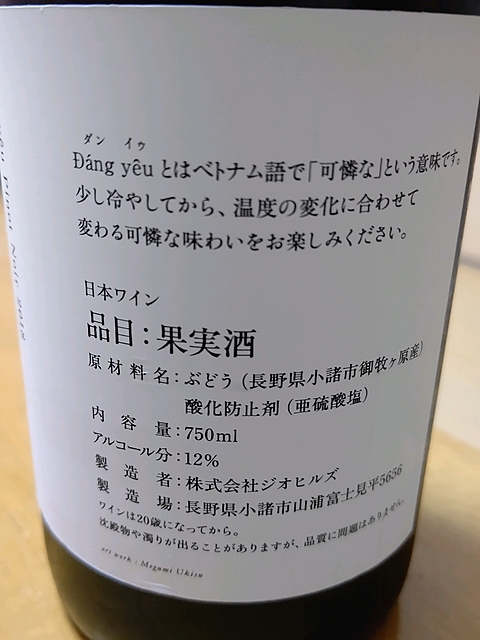 ダン イゥ
Đáng yêu とはベトナム語で「可憐な」という意味です。
少し冷やしてから、温度の変化に合わせて
変わる可憐な味わいをお楽しみください。
日本ワイン
品目：果実酒
原材料名：ぶどう（長野県小諸市御牧ヶ原産）
酸化防止剤（亜硫酸塩）
内容量：750ml
アルコール分：12%
製造者：株式会社ジオヒルズ
製造場：長野県小諸市山浦富士見平5656
ワインは20歳になってから。
沈殿物や濁りが出ることがありますが、品質に問題はありません。
art work : Megumi Ukita